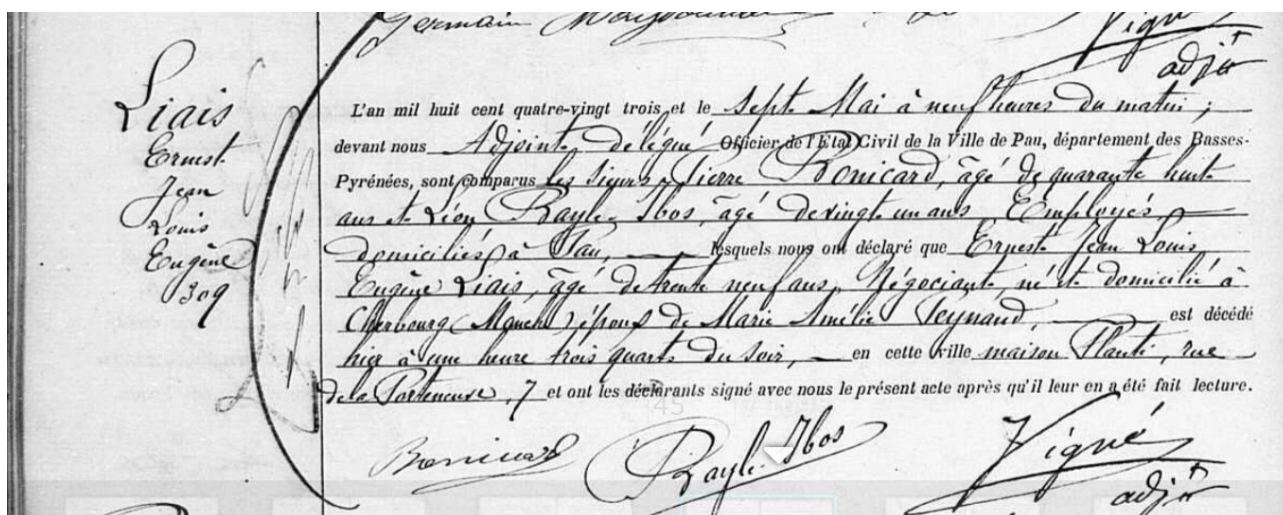 Germain
Vigné
adjt
Liais
Ernest
Jean
Louis
Eugène
309
L'an mil huit cent quatre-vingt trois, et le Sept Mai à neuf heures du matin ;
devant nous Adjoint Délégué Officier de l'Etat Civil de la Ville de Pau, département des Basses-
Pyrénées, sont comparus les sieurs Pierre Bonicard, âgé de quarante huit
ans et Léon Rayle-Ibos, âgé de vingt un ans, Employés,
domiciliés à Pau, lesquels nous ont déclaré que Ernest Jean Louis
Eugène Liais, âgé de trente neuf ans, Négociant, né et domicilié à
Cherbourg (Manche) époux de Marie Amélie Teynaud, est décédé
hier à une heure trois quarts du soir, en cette ville maison Planté, rue
de la Porteneuve, 7 et ont les déclarants signé avec nous le présent acte après qu'il leur en a été fait lecture.
Bonicard Rayle-Ibos Vigné
adjt